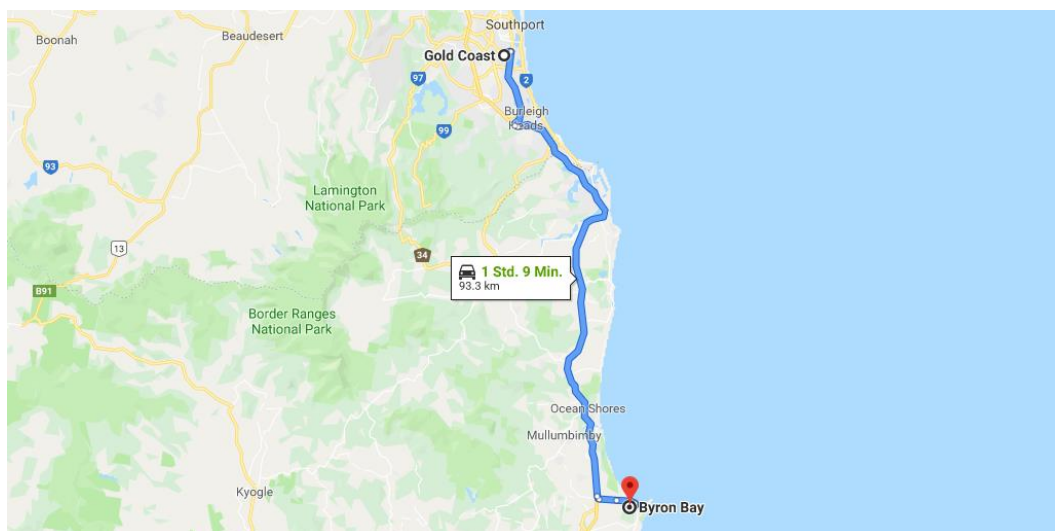 Southport
Boonah
Beaudesert
Gold Coast
97
2
Burleigh
Heads
99
93
Lamington
National Park
13
34
1 Std. 9 Min.
93.3 km
B91
Border Ranges
National Park
Ocean Shores
Mullumbimby
Kyogle
Byron Bay